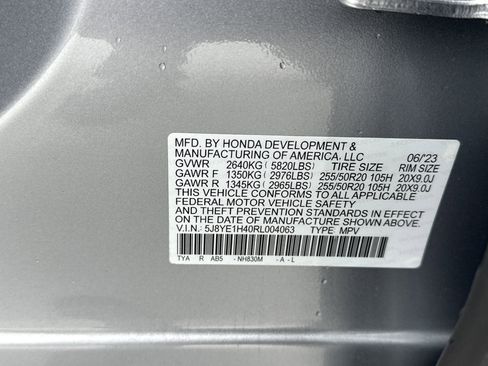 MFD. BY HONDA DEVELOPMENT &
MANUFACTURING OF AMERICA, LLC 06/'23
GVWR 2640KG (5820LBS) TIRE SIZE RIM SIZE
GAWR F 1350KG (2976LBS) 255/50R20 105H 20X9.0J
GAWR R 1345KG (2965LBS) 255/50R20 105H 20X9.0J
THIS VEHICLE CONFORMS TO ALL APPLICABLE
FEDERAL MOTOR VEHICLE SAFETY
AND THEFT PREVENTION STANDARDS IN EFFECT ON
THE DATE OF MANUFACTURE SHOWN ABOVE.
V.I.N.: 5J8YE1H40RL004063 TYPE MPV
TYA R AB5 -NH830M -A-L